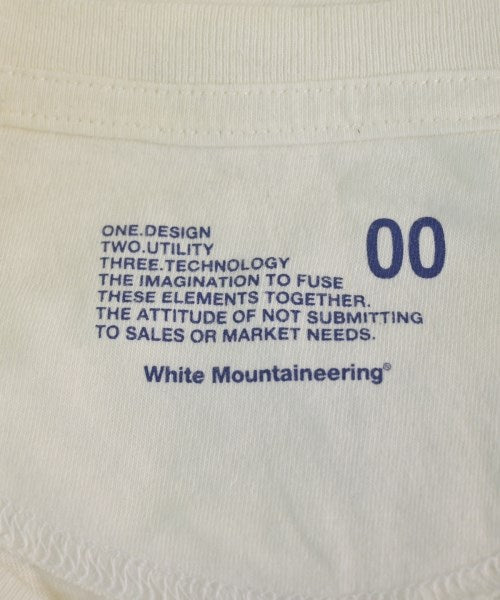 ONE.DESIGN
TWO.UTILITY
THREE.TECHNOLOGY
THE IMAGINATION TO FUSE
THESE ELEMENTS TOGETHER.
THE ATTITUDE OF NOT SUBMITTING
TO SALES OR MARKET NEEDS.
00
White Mountaineering®